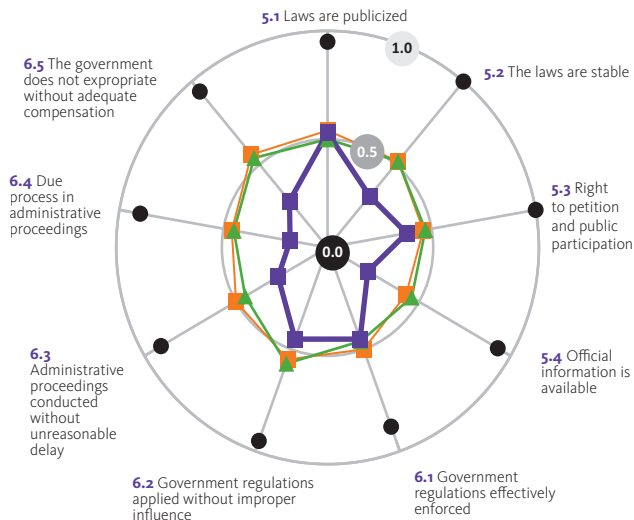 5.1 Laws are publicized
1.0
5.2 The laws are stable
0.5
5.3 Right
to petition
and public
participation
0.0
5.4 Official
information is
available
6.1 Government
regulations effectively
enforced
6.2 Government regulations
applied without improper
influence
6.3
Administrative
proceedings
conducted
without
unreasonable
delay
6.4 Due
process in
administrative
proceedings
6.5 The government
does not expropriate
without adequate
compensation